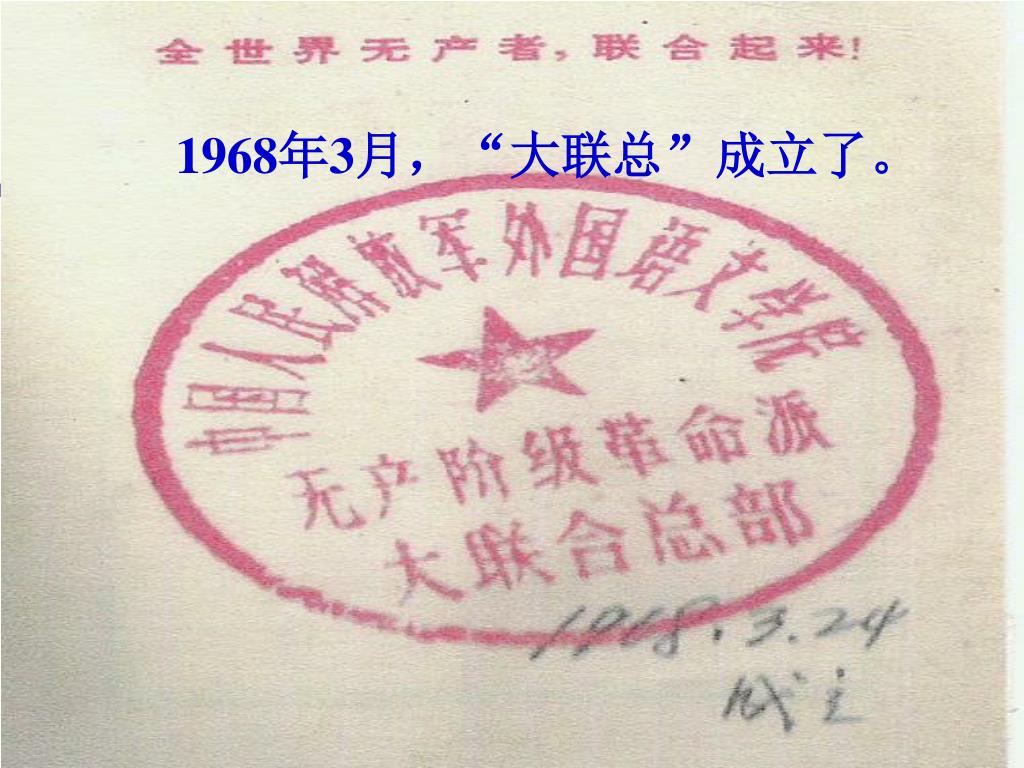 全世界无产者,联合起来!
1968年3月，“大联总”成立了。
中国人民解放军外国语文学院
无产阶级革命派
大联合总部
1968.3.24
成立